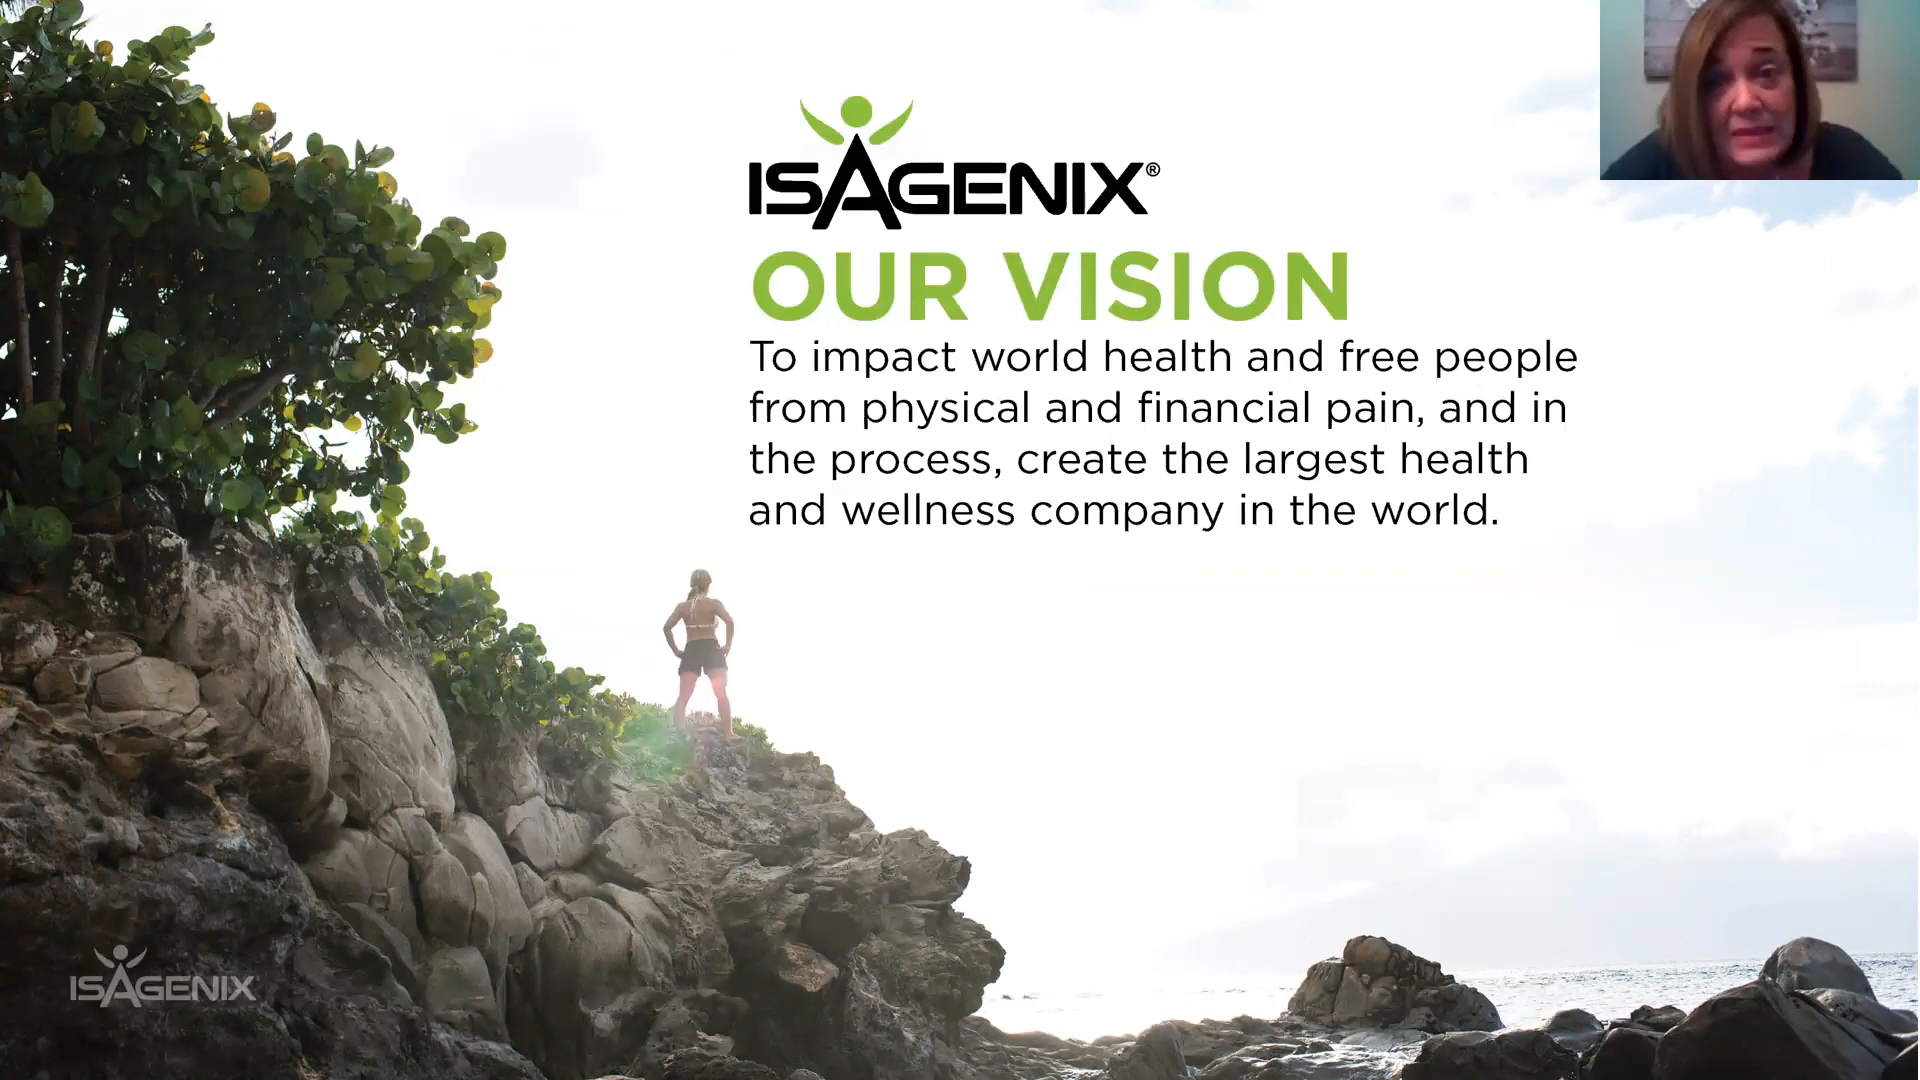 ISAGENIX®
OUR VISION
To impact world health and free people
from physical and financial pain, and in
the process, create the largest health
and wellness company in the world.
ISAGENIX